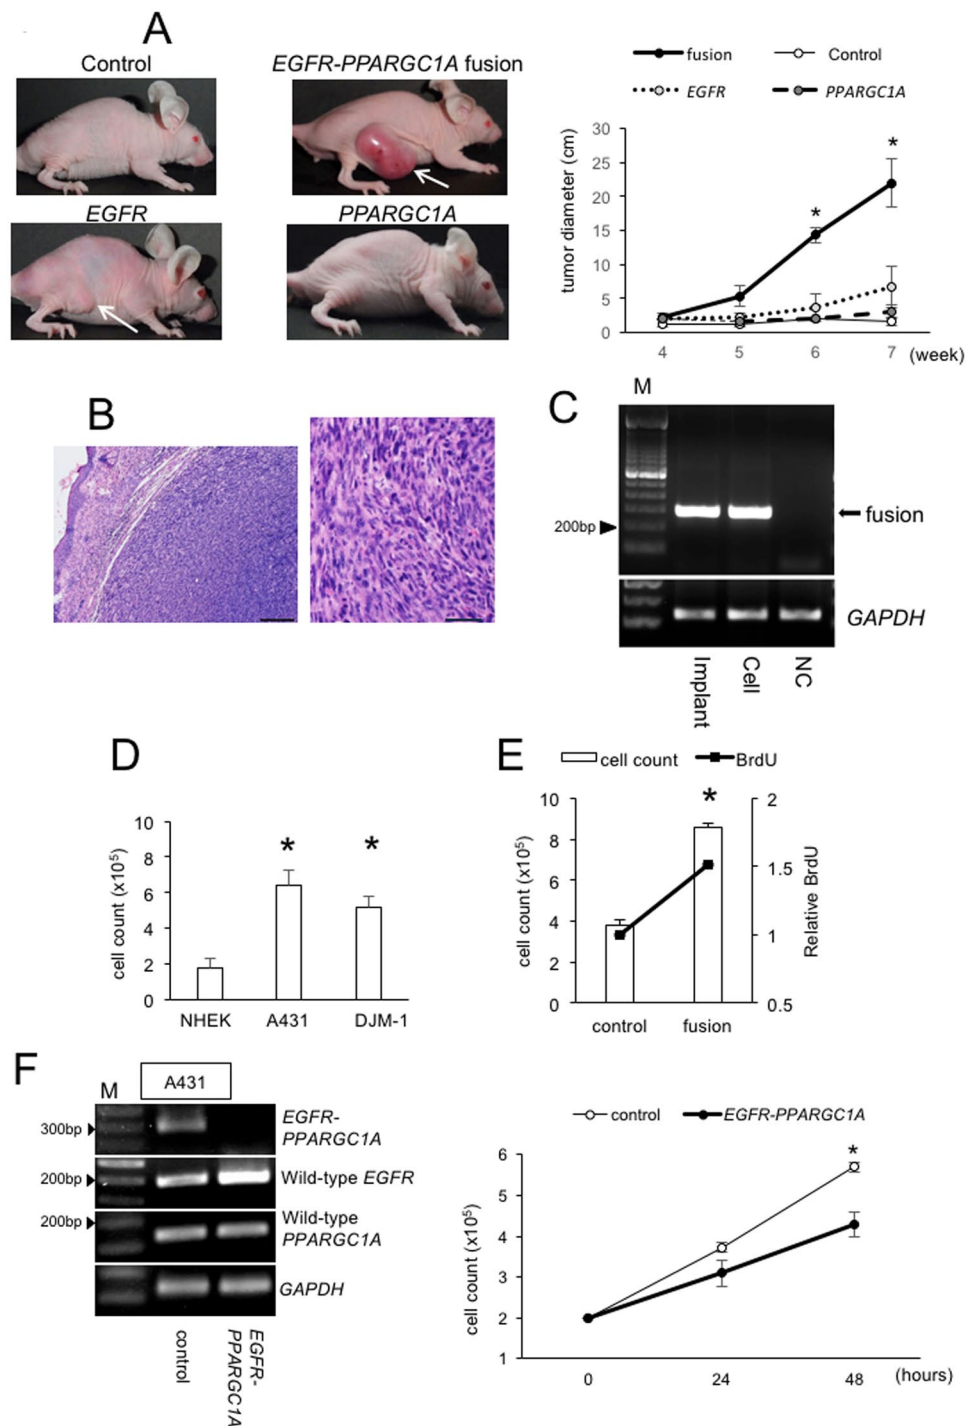 A
Control
EGFR-PPARGC1A fusion
EGFR
PPARGC1A
fusion
Control
EGFR
PPARGC1A
tumor diameter (cm)
30
25
20
15
10
5
0
*
*
4
5
6
7
(week)
B
C
M
200bp
fusion
GAPDH
Implant
Cell
NC
D
cell count (x10⁵)
10
8
6
4
2
0
*
*
NHEK
A431
DJM-1
E
cell count
BrdU
cell count (x10⁵)
10
8
6
4
2
0
*
2
1.5
1
0.5
Relative BrdU
control
fusion
F
A431
M
300bp
EGFR-
PPARGC1A
200bp
Wild-type EGFR
200bp
Wild-type
PPARGC1A
GAPDH
control
EGFR-
PPARGC1A
control
EGFR-PPARGC1A
cell count (x10⁵)
6
5
4
3
2
1
*
0
24
48
(hours)